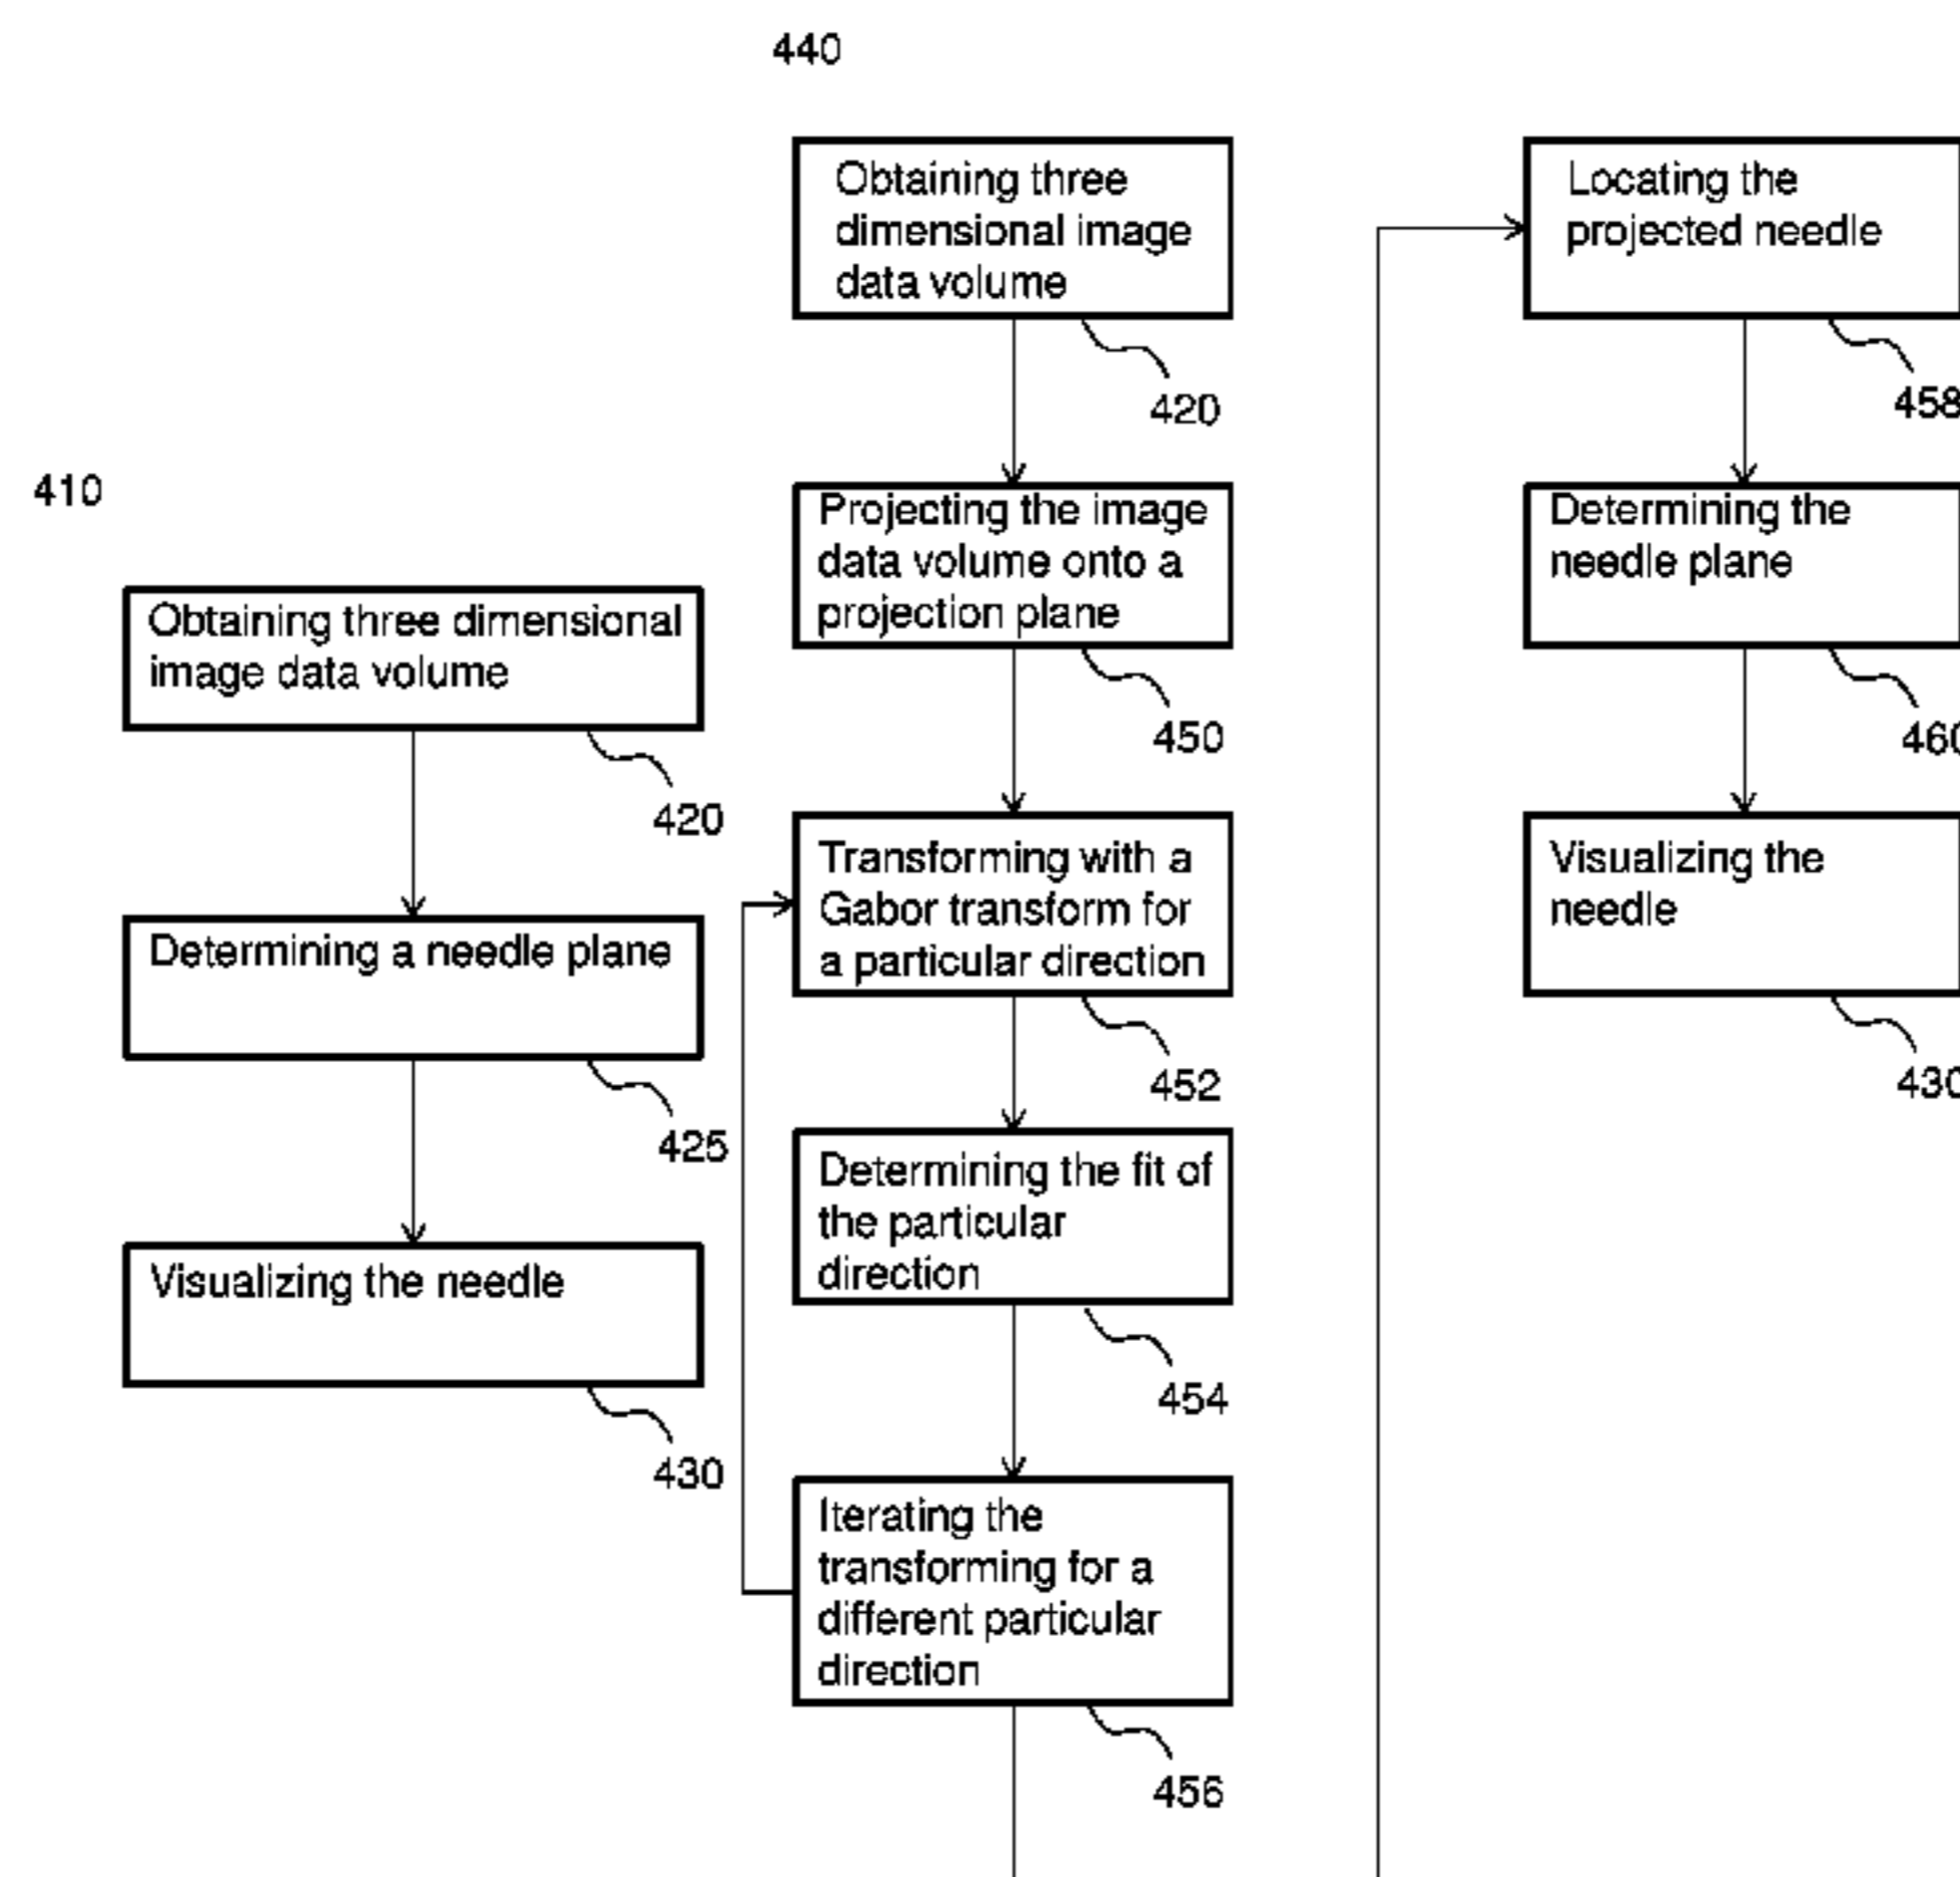 440
Obtaining three
dimensional image
data volume
420
Projecting the image
data volume onto a
projection plane
450
Transforming with a
Gabor transform for
a particular direction
452
Determining the fit of
the particular
direction
454
Iterating the
transforming for a
different particular
direction
456
410
Obtaining three dimensional
image data volume
420
Determining a needle plane
425
Visualizing the needle
430
Locating the
projected needle
458
Determining the
needle plane
460
Visualizing the
needle
430